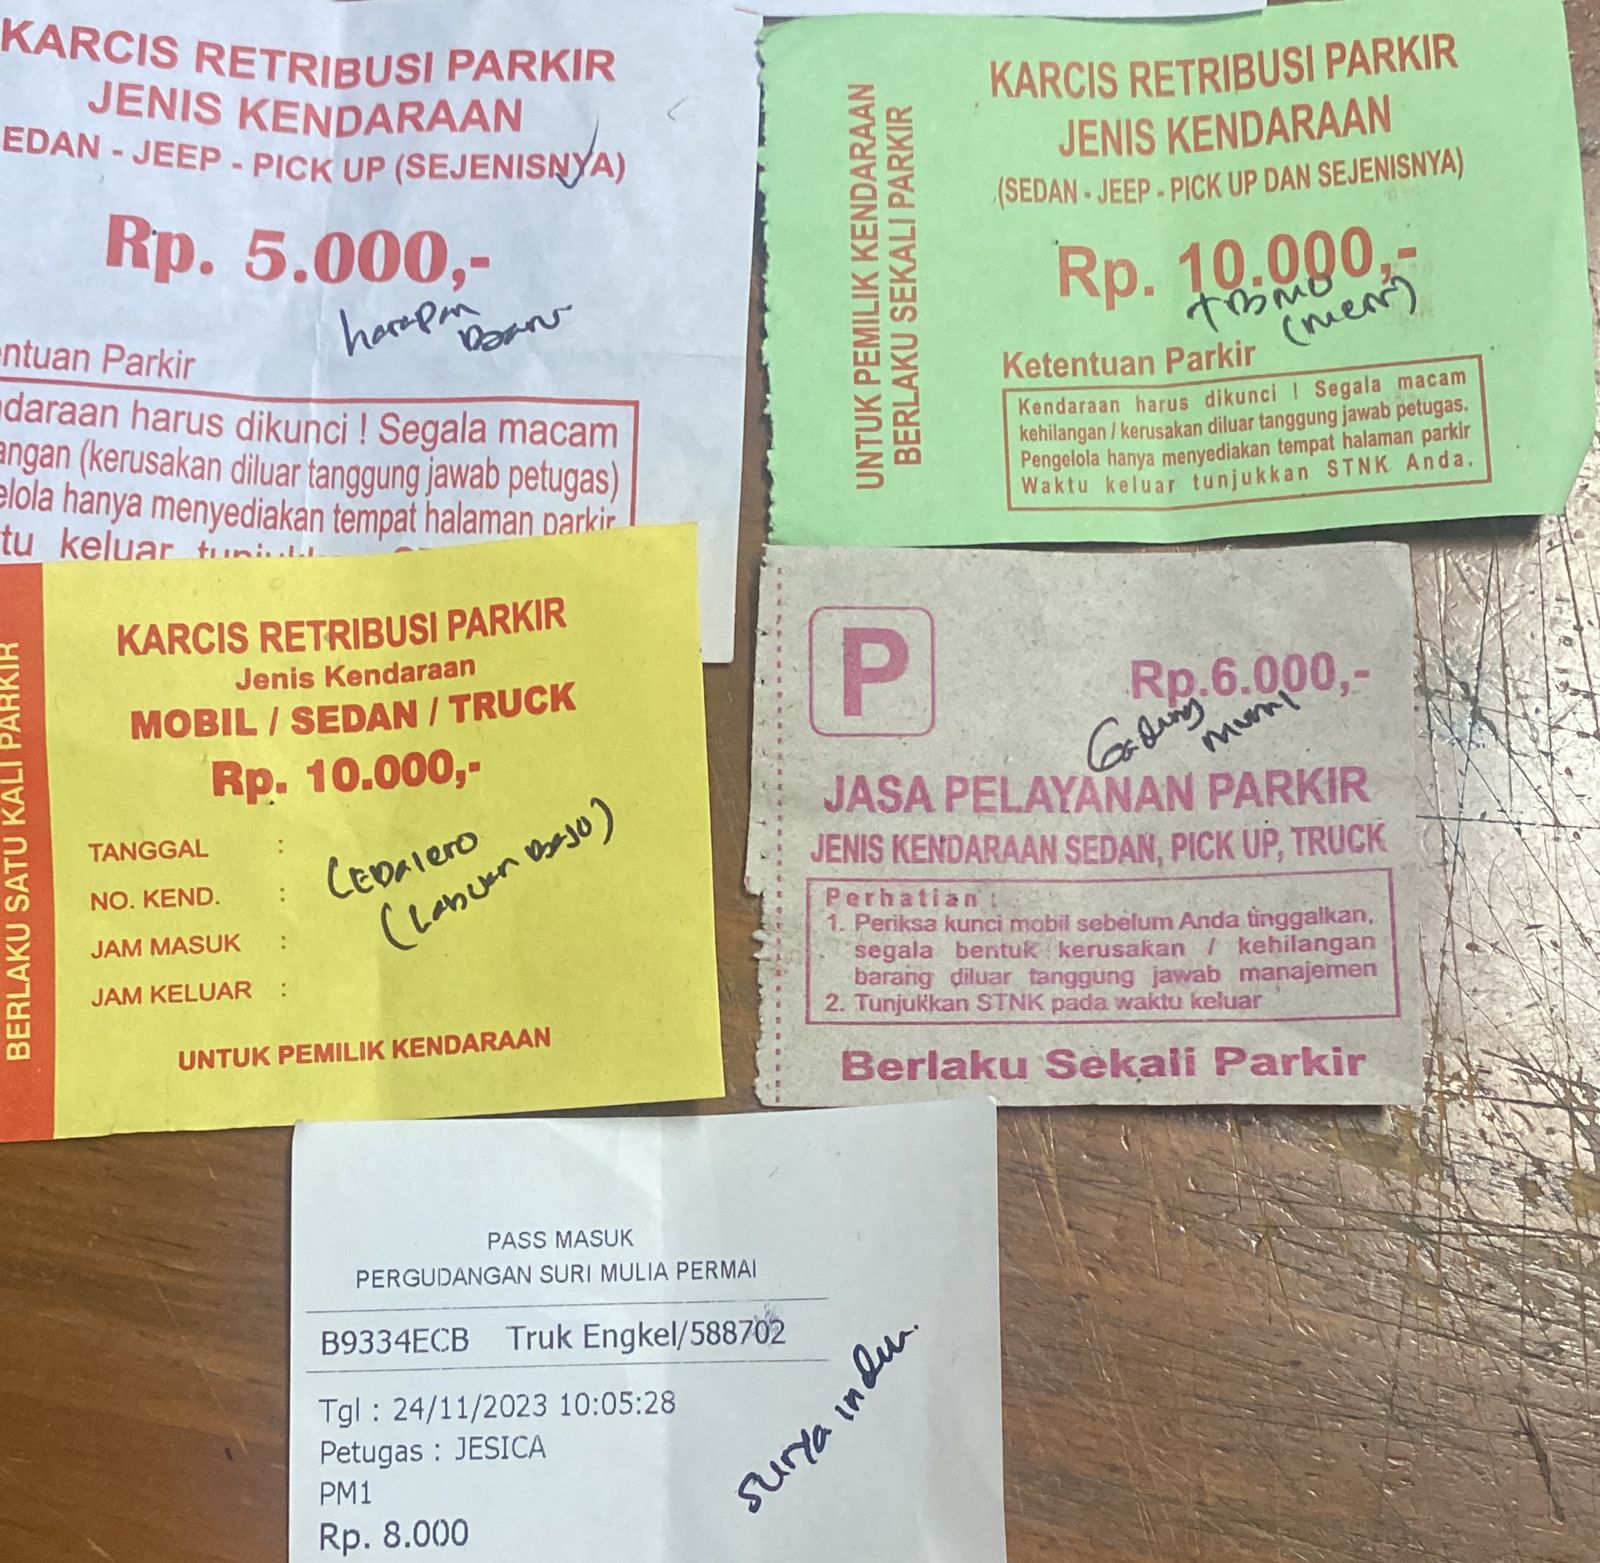 KARCIS RETRIBUSI PARKIR
JENIS KENDARAAN
EDAN - JEEP - PICK UP (SEJENISNYA)
Rp. 5.000,-
harapan
Baru
ntuan Parkir
daraan harus dikunci ! Segala macam
angan (kerusakan diluar tanggung jawab petugas)
elola hanya menyediakan tempat halaman parkir
tu keluar
UNTUK PEMILIK KENDARAAN
BERLAKU SEKALI PARKIR
KARCIS RETRIBUSI PARKIR
JENIS KENDARAAN
(SEDAN - JEEP - PICK UP DAN SEJENISNYA)
Rp. 10.000,-
TBMO
(merr)
Ketentuan Parkir
Kendaraan harus dikunci ! Segala macam
kehilangan / kerusakan diluar tanggung jawab petugas.
Pengelola hanya menyediakan tempat halaman parkir
Waktu keluar tunjukkan STNK Anda.
BERLAKU SATU KALI PARKIR
KARCIS RETRIBUSI PARKIR
Jenis Kendaraan
MOBIL / SEDAN / TRUCK
Rp. 10.000,-
TANGGAL :
NO. KEND. :
JAM MASUK :
JAM KELUAR :
LEDALERO
(Labuan Bajo)
UNTUK PEMILIK KENDARAAN
P
Rp.6.000,-
Gading
Murni
JASA PELAYANAN PARKIR
JENIS KENDARAAN SEDAN, PICK UP, TRUCK
Perhatian :
1. Periksa kunci mobil sebelum Anda tinggalkan,
segala bentuk kerusakan / kehilangan
barang diluar tanggung jawab manajemen
2. Tunjukkan STNK pada waktu keluar
Berlaku Sekali Parkir
PASS MASUK
PERGUDANGAN SURI MULIA PERMAI
B9334ECB Truk Engkel/588702
Tgl : 24/11/2023 10:05:28
Petugas : JESICA
PM1
Rp. 8.000
surya indu.